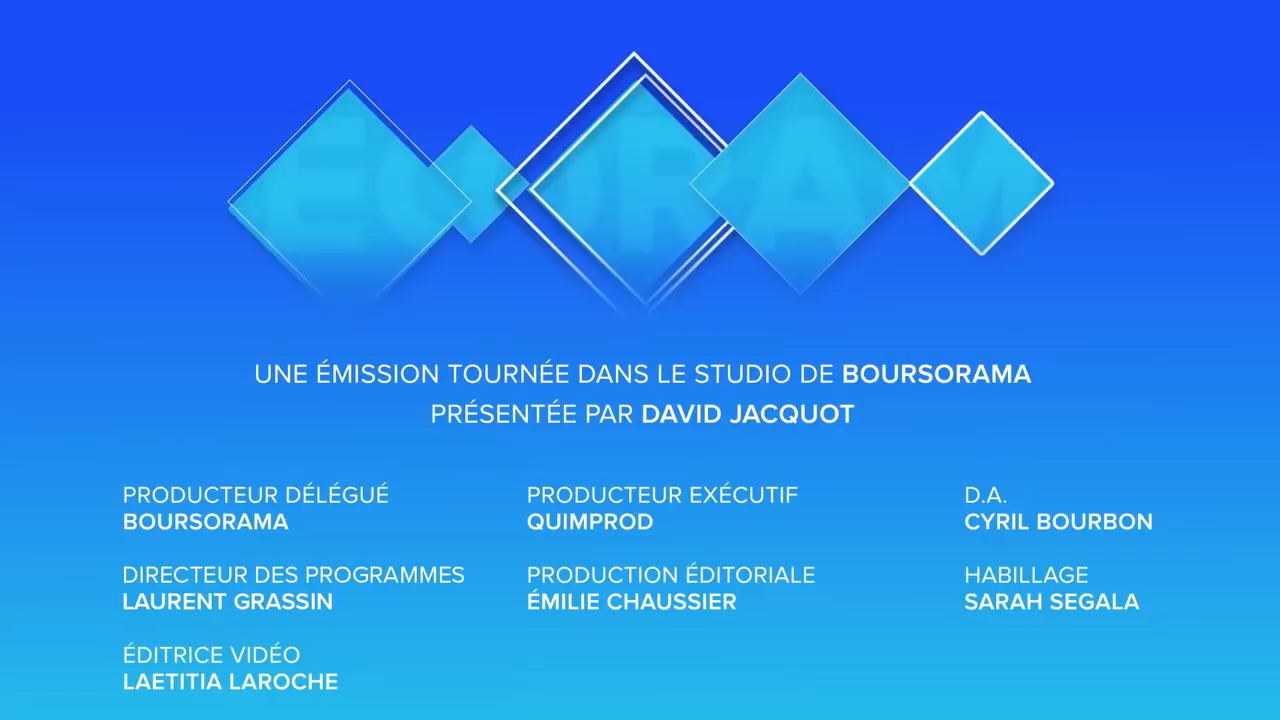 ECORAM
UNE ÉMISSION TOURNÉE DANS LE STUDIO DE BOURSORAMA
PRÉSENTÉE PAR DAVID JACQUOT
PRODUCTEUR DÉLÉGUÉ
BOURSORAMA
DIRECTEUR DES PROGRAMMES
LAURENT GRASSIN
ÉDITRICE VIDÉO
LAETITIA LAROCHE
PRODUCTEUR EXÉCUTIF
QUIMPROD
PRODUCTION ÉDITORIALE
ÉMILIE CHAUSSIER
D.A.
CYRIL BOURBON
HABILLAGE
SARAH SEGALA